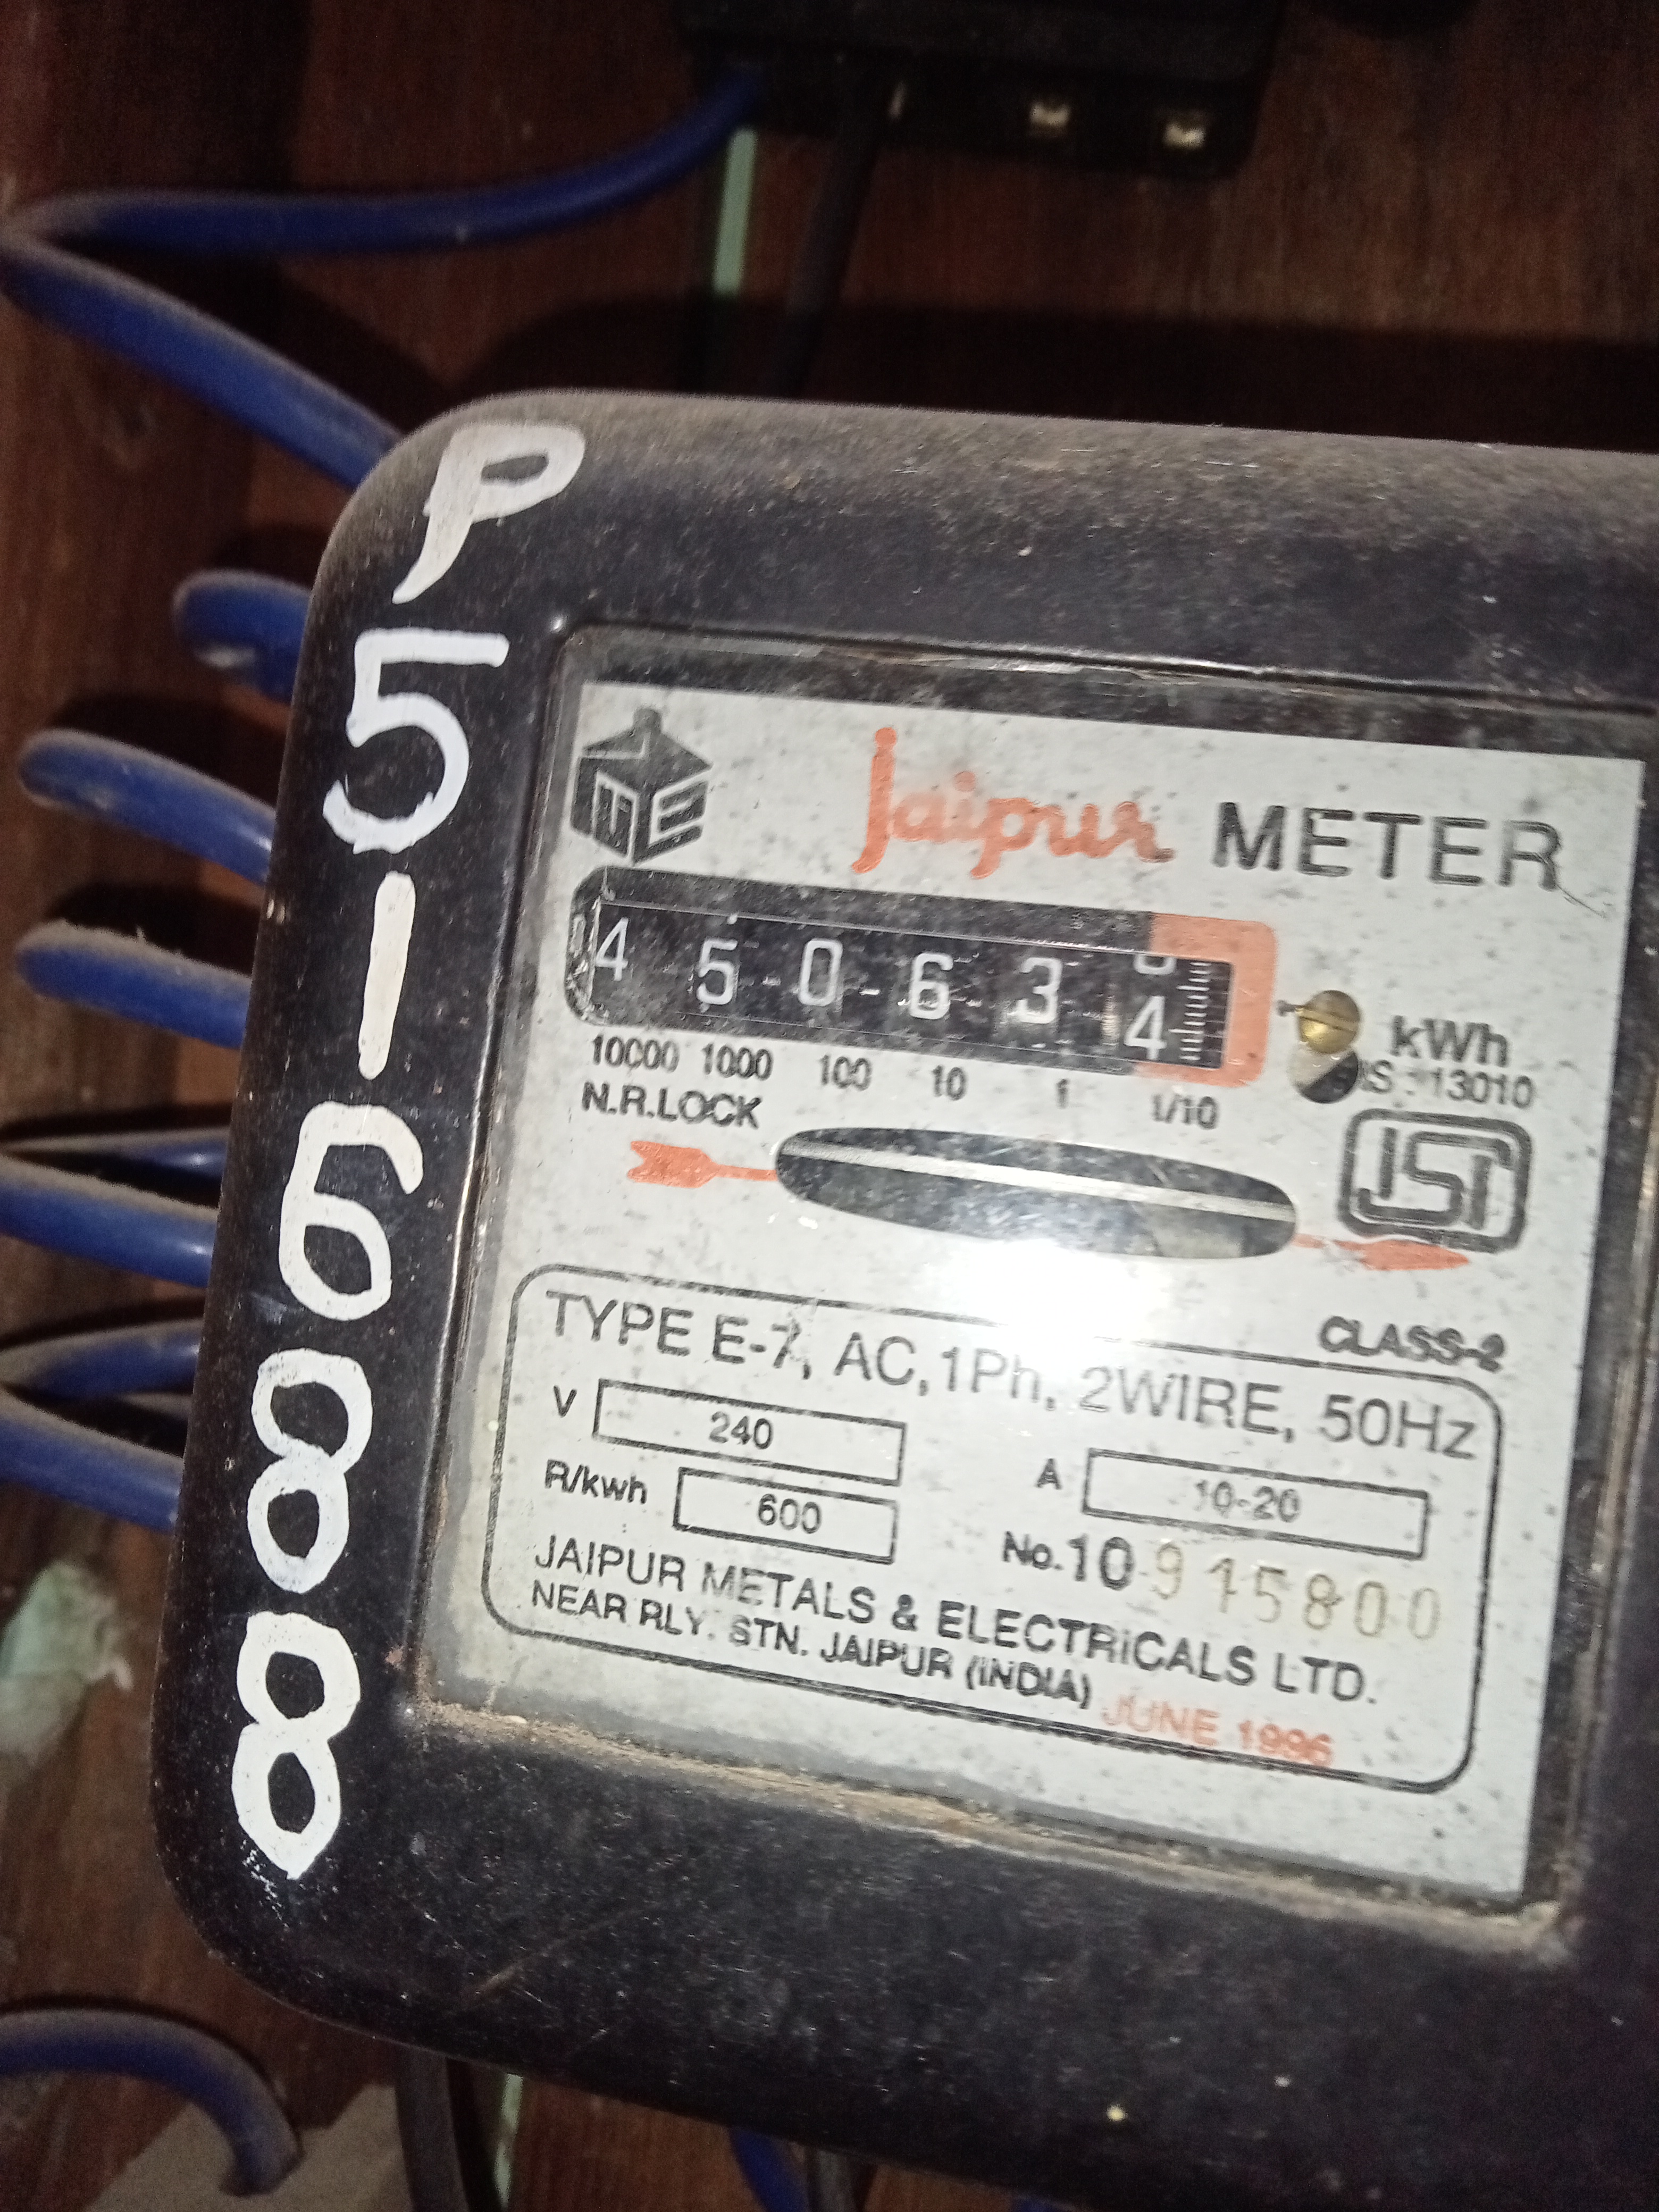 P51688
Jaipur METER
4 5 0 6 3 4
kWh
10000 1000 100 10 1 1/10
IS : 13010
N.R.LOCK
ISI
CLASS-2
TYPE E-7, AC, 1Ph, 2WIRE, 50Hz
V 240
A 10-20
R/kwh 600
No. 10 915800
JAIPUR METALS & ELECTRICALS LTD.
NEAR RLY. STN. JAIPUR (INDIA)
JUNE 1996